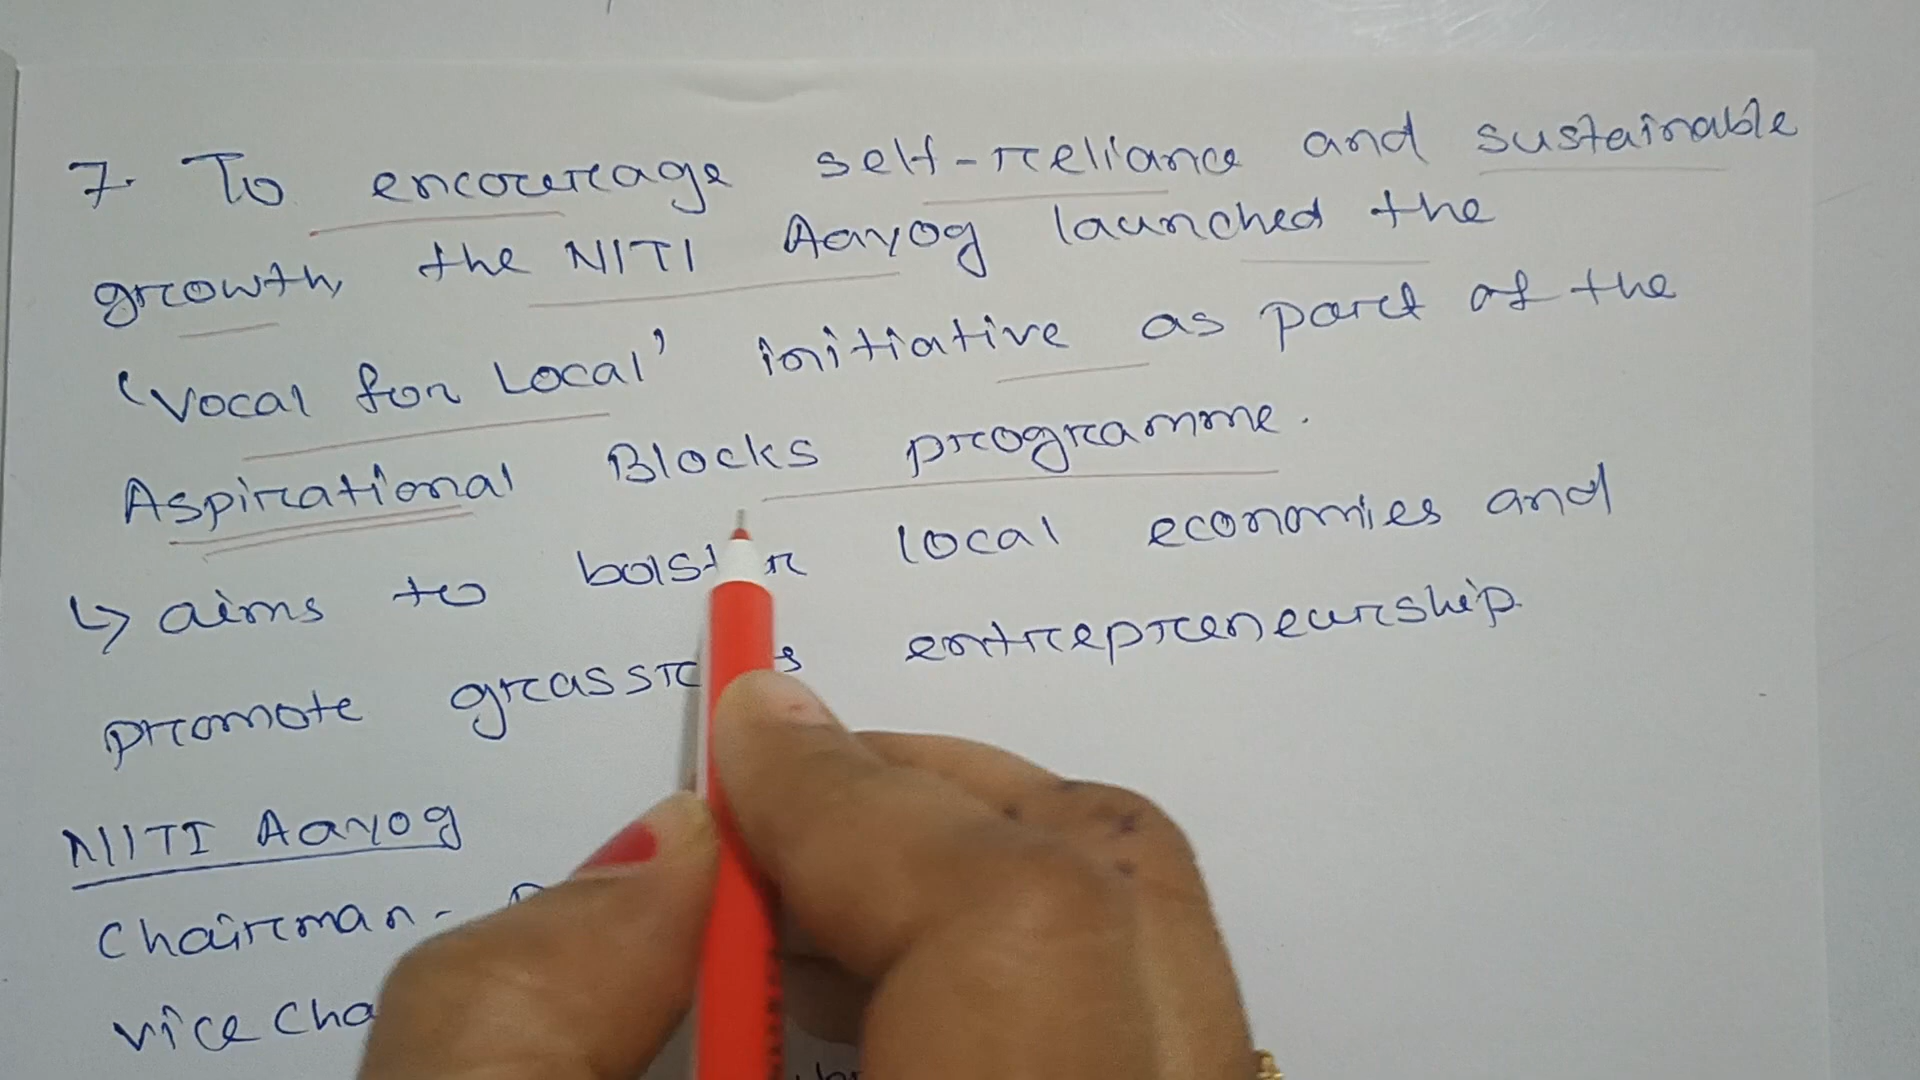 7. To encourage self-reliance and sustainable
growth, the NITI Aayog launched the
'Vocal for Local' initiative as part of the
Aspirational Blocks programme.
↳ aims to local economies and
promote entrepreneurship.
NITI Aayog
Chairman -
Vice